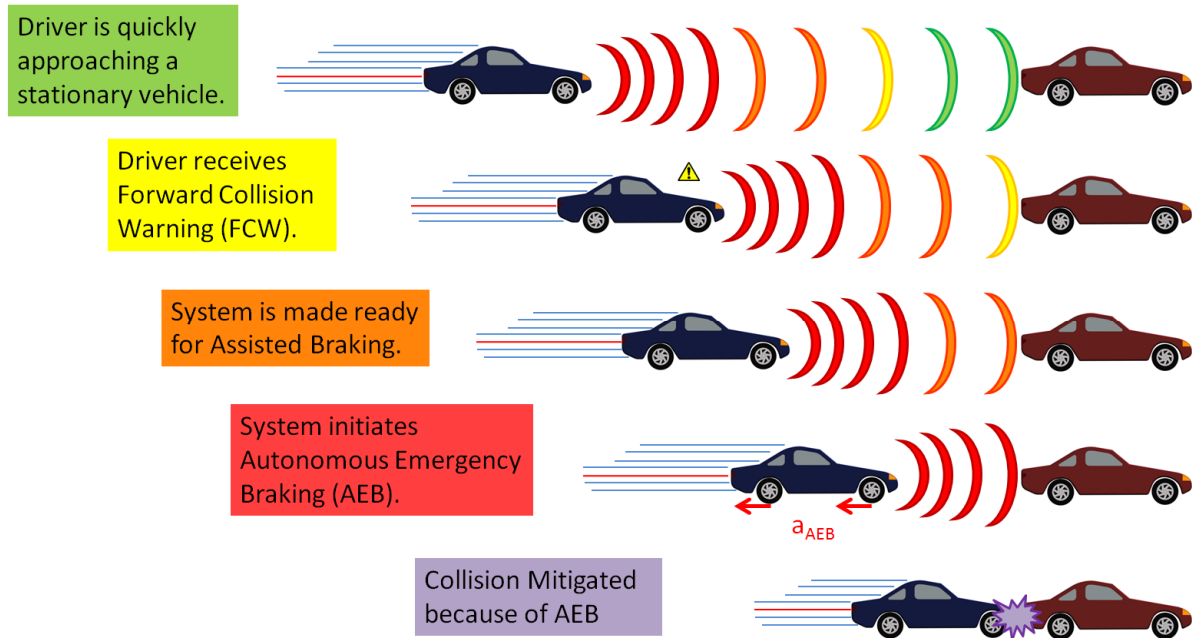 Driver is quickly
approaching a
stationary vehicle.
Driver receives
Forward Collision
Warning (FCW).
!
System is made ready
for Assisted Braking.
System initiates
Autonomous Emergency
Braking (AEB).
aAEB
Collision Mitigated
because of AEB